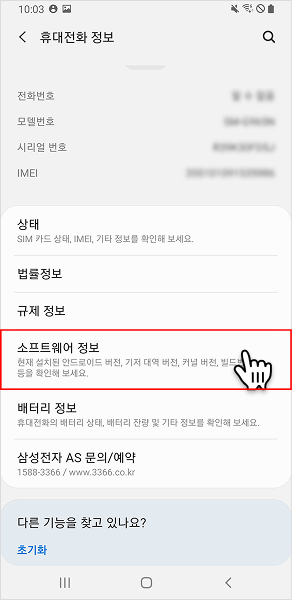 10:03
휴대전화 정보
전화번호
모델번호
시리얼 번호
IMEI
상태
SIM 카드 상태, IMEI, 기타 정보를 확인해 보세요.
법률정보
규제 정보
소프트웨어 정보
현재 설치된 안드로이드 버전, 기저 대역 버전, 커널 버전, 빌드번
등을 확인해 보세요.
배터리 정보
휴대전화의 배터리 상태, 배터리 잔량 및 기타 정보를 확인해 보세요.
삼성전자 AS 문의/예약
1588-3366 / www.3366.co.kr
다른 기능을 찾고 있나요?
초기화